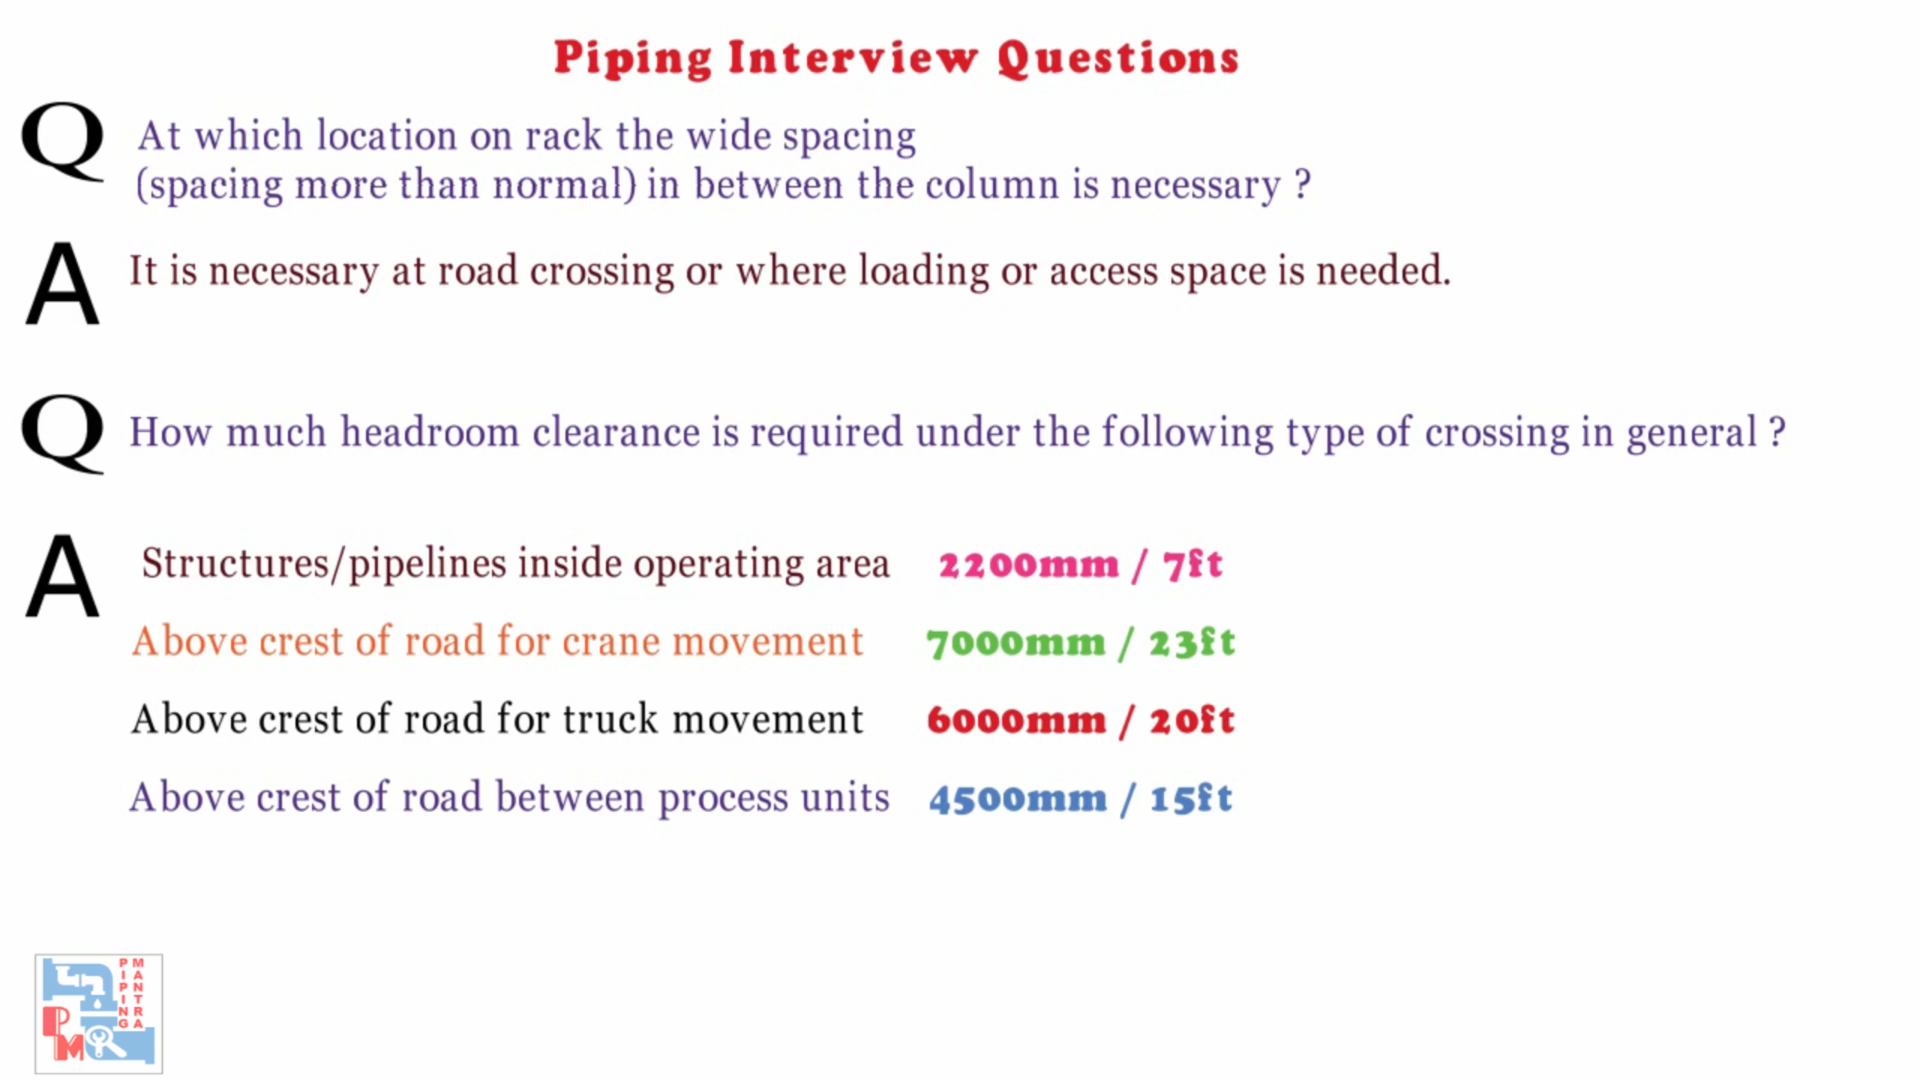 Piping Interview Questions
Q
At which location on rack the wide spacing
(spacing more than normal) in between the column is necessary ?
A
It is necessary at road crossing or where loading or access space is needed.
Q
How much headroom clearance is required under the following type of crossing in general ?
A
Structures/pipelines inside operating area 2200mm / 7ft
Above crest of road for crane movement 7000mm / 23ft
Above crest of road for truck movement 6000mm / 20ft
Above crest of road between process units 4500mm / 15ft
PIPING
MANTRA
PM